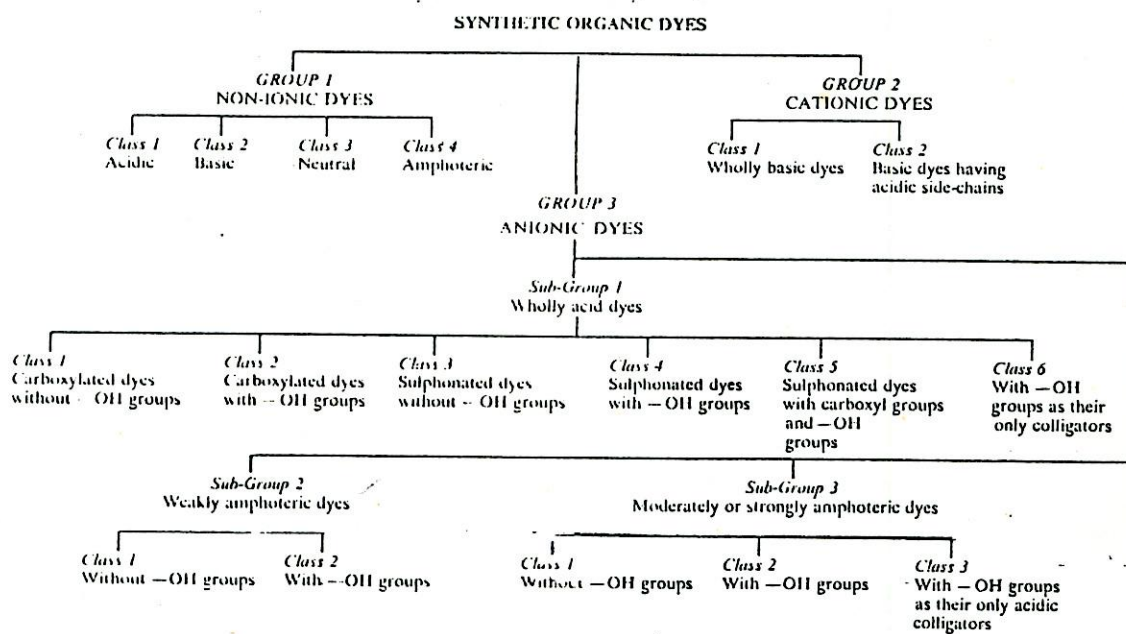 SYNTHETIC ORGANIC DYES
GROUP 1
NON-IONIC DYES
GROUP 2
CATIONIC DYES
Class 1
Acidic
Class 2
Basic
Class 3
Neutral
Class 4
Amphoteric
Class 1
Wholly basic dyes
Class 2
Basic dyes having
acidic side-chains
GROUP 3
ANIONIC DYES
Sub-Group 1
Wholly acid dyes
Class 1
Carboxylated dyes
without —OH groups
Class 2
Carboxylated dyes
with —OH groups
Class 3
Sulphonated dyes
without —OH groups
Class 4
Sulphonated dyes
with —OH groups
Class 5
Sulphonated dyes
with carboxyl groups
and —OH
groups
Class 6
With —OH
groups as their
only colligators
Sub-Group 2
Weakly amphoteric dyes
Sub-Group 3
Moderately or strongly amphoteric dyes
Class 1
Without —OH groups
Class 2
With —OH groups
Class 1
Without —OH groups
Class 2
With —OH groups
Class 3
With —OH groups
as their only acidic
colligators